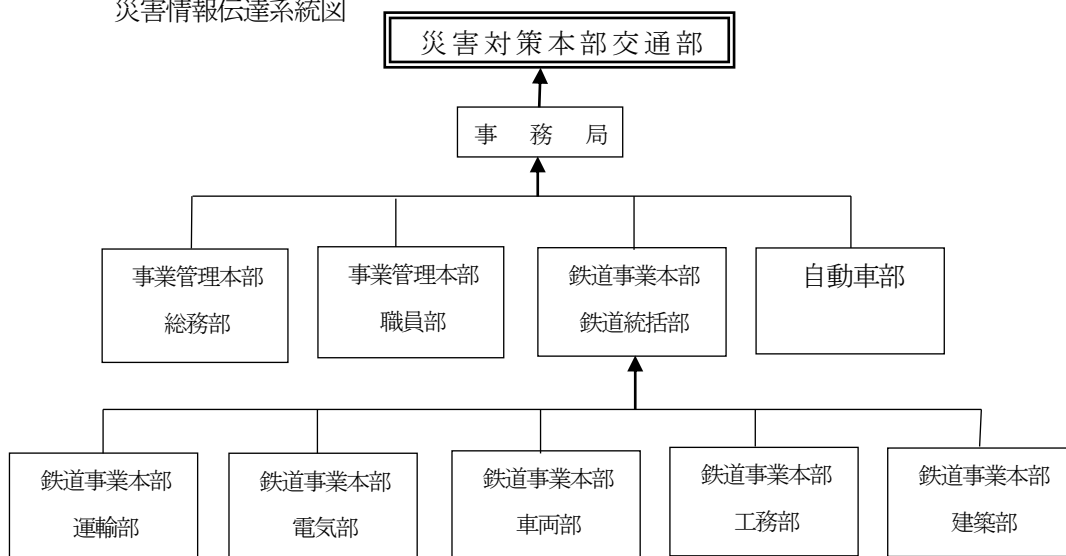 災害情報伝達系統図
災害対策本部交通部
事務局
事業管理本部
総務部
事業管理本部
職員部
鉄道事業本部
鉄道統括部
自動車部
鉄道事業本部
運輸部
鉄道事業本部
電気部
鉄道事業本部
車両部
鉄道事業本部
工務部
鉄道事業本部
建築部